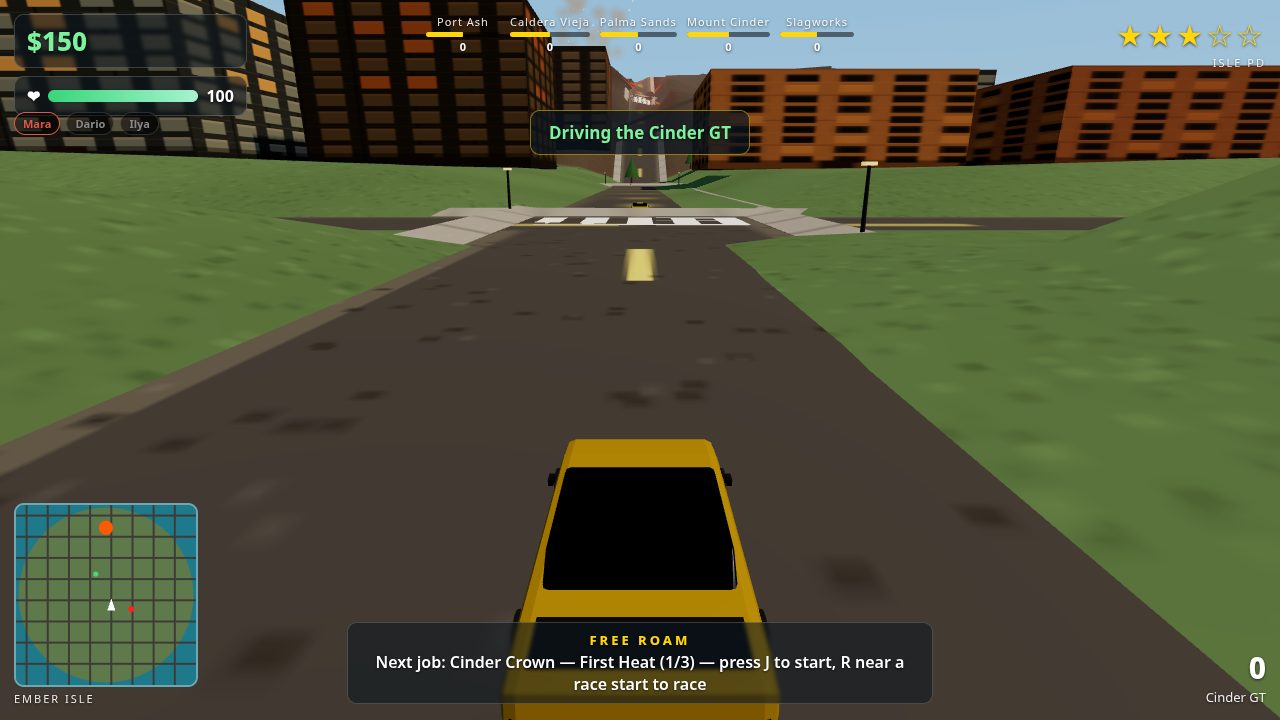 $150
Port Ash
Caldera Vieja
Palma Sands
Mount Cinder
Slagworks
0
0
0
0
0
ISLE PD
100
Mara
Dario
Ilya
Driving the Cinder GT
FREE ROAM
Next job: Cinder Crown — First Heat (1/3) — press J to start, R near a
race start to race
EMBER ISLE
0
Cinder GT